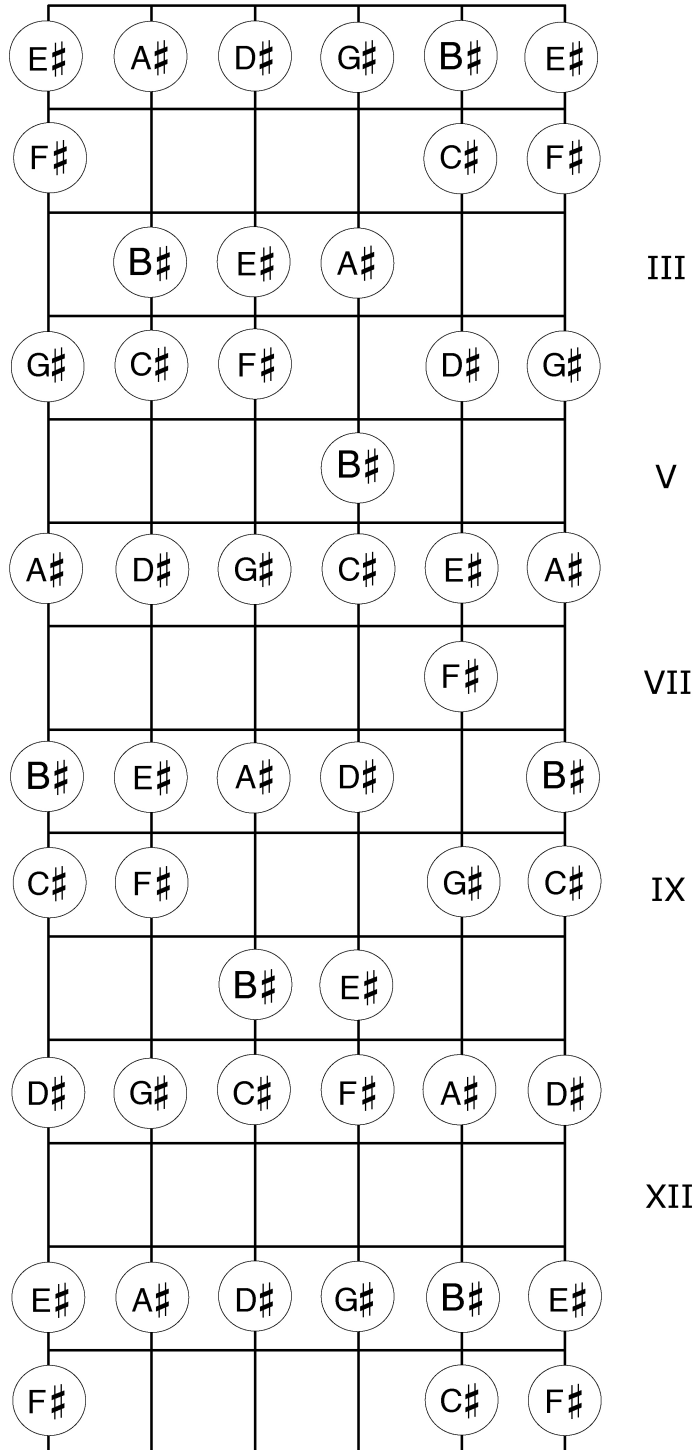 E♯ A♯ D♯ G♯ B♯ E♯
F♯ C♯ F♯
B♯ E♯ A♯ III
G♯ C♯ F♯ D♯ G♯
B♯ V
A♯ D♯ G♯ C♯ E♯ A♯
F♯ VII
B♯ E♯ A♯ D♯ B♯
C♯ F♯ G♯ C♯ IX
B♯ E♯
D♯ G♯ C♯ F♯ A♯ D♯
XII
E♯ A♯ D♯ G♯ B♯ E♯
F♯ C♯ F♯